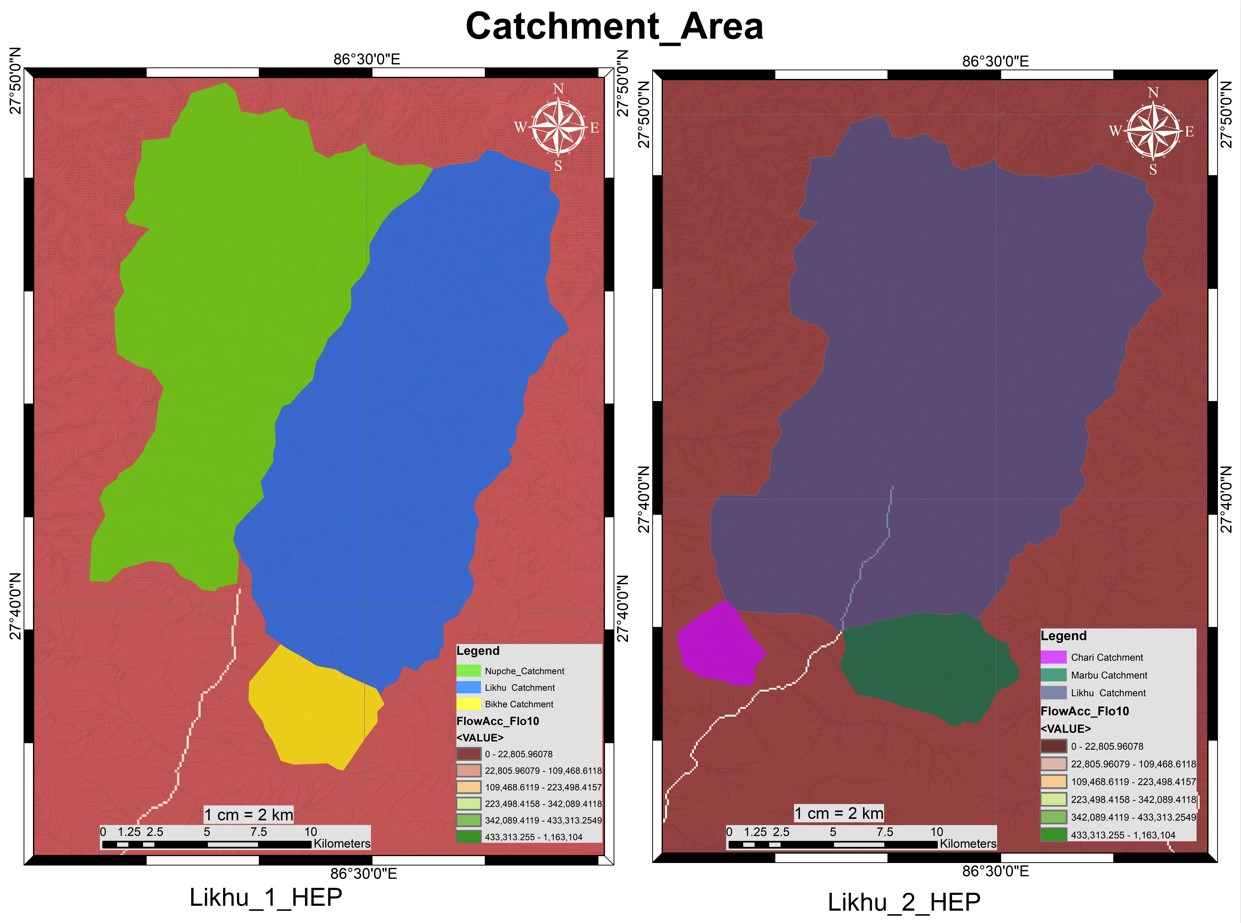 Catchment_Area
86°30'0"E
27°50'0"N
27°50'0"N
N
W E
S
27°40'0"N
27°40'0"N
Legend
Nupche_Catchment
Likhu Catchment
Bikhe Catchment
FlowAcc_Flo10
<VALUE>
0 - 22,805.96078
22,805.96079 - 109,468.6118
109,468.6119 - 223,498.4157
223,498.4158 - 342,089.4118
342,089.4119 - 433,313.2549
433,313.255 - 1,163,104
1 cm = 2 km
0 1.25 2.5 5 7.5 10
Kilometers
86°30'0"E
Likhu_1_HEP
86°30'0"E
27°50'0"N
27°50'0"N
N
W E
S
27°40'0"N
27°40'0"N
Legend
Chari Catchment
Marbu Catchment
Likhu Catchment
FlowAcc_Flo10
<VALUE>
0 - 22,805.96078
22,805.96079 - 109,468.6118
109,468.6119 - 223,498.4157
223,498.4158 - 342,089.4118
342,089.4119 - 433,313.2549
433,313.255 - 1,163,104
1 cm = 2 km
0 1.25 2.5 5 7.5 10
Kilometers
86°30'0"E
Likhu_2_HEP